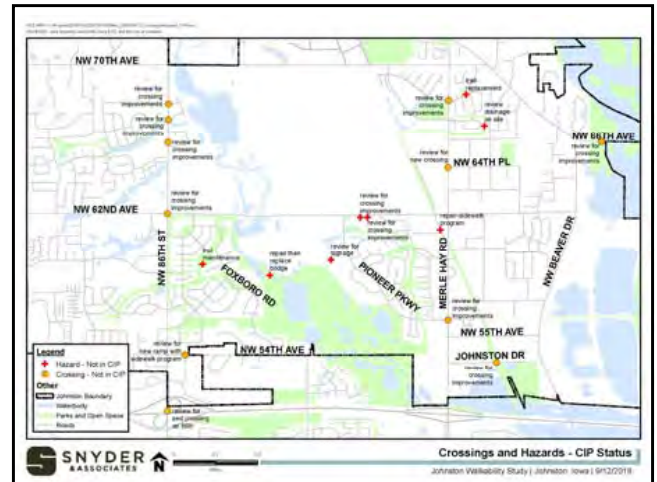 NW 70TH AVE
review for
crossing
improvements
review for
crossing
improvements
review for
crossing
improvements
review for
crossing
improvements
trail
replacement
review
drainage
at site
NW 66TH AVE
review for
crossing
improvements
review for
new crossing
NW 64TH PL
review for
crossing
improvements
NW 62ND AVE
review for
crossing
improvements
review for
crossing
improvements
repair-sidewalk
program
NW 86TH ST
trail
maintenance
FOXBORO RD
repair then
replace
bridge
review for
signage
PIONEER PKWY
MERLE HAY RD
NW BEAVER DR
review for
crossing
improvements
NW 55TH AVE
review for
new ramp with
sidewalk program
NW 54TH AVE
JOHNSTON DR
review for
crossing
improvements
review for
Legend
Hazard - Not in CIP
Crossing - Not in CIP
Other
Johnston Boundary
Waterbody
Parks and Open Space
Roads
SNYDER
& ASSOCIATES
N
Crossings and Hazards - CIP Status
Johnston Walkability Study | Johnston, Iowa | 9/12/2018